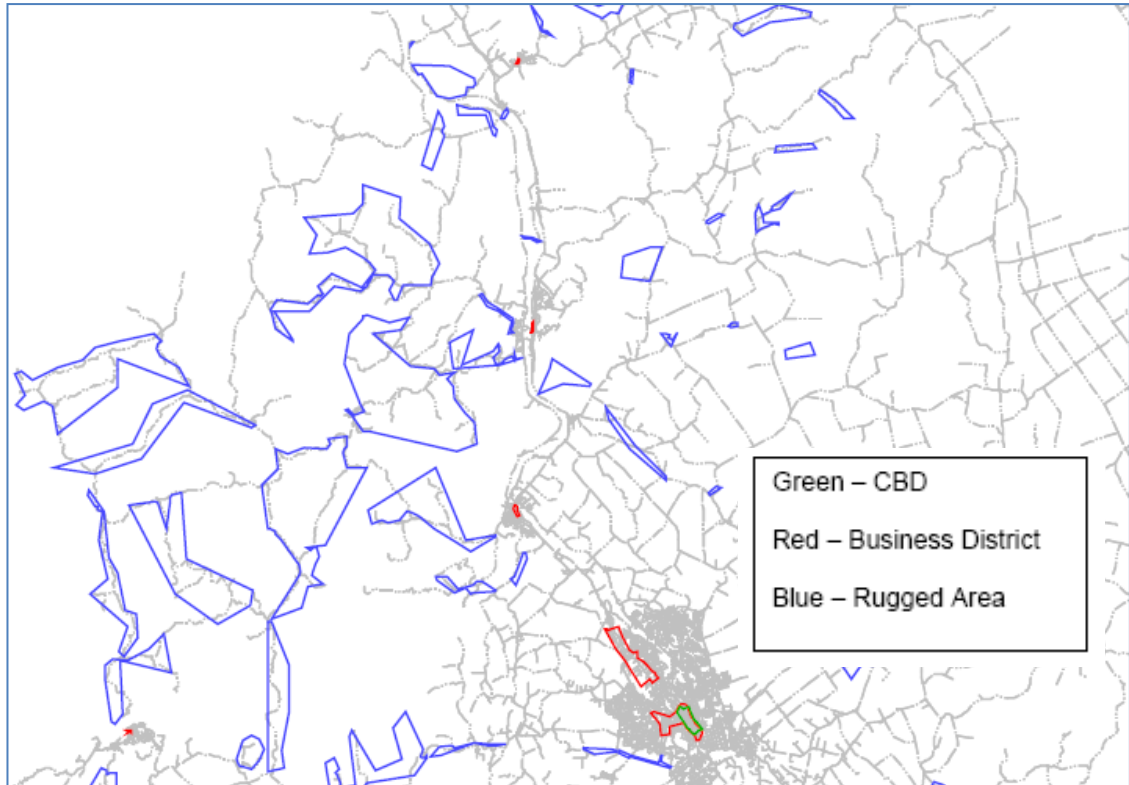 Green – CBD
Red – Business District
Blue – Rugged Area